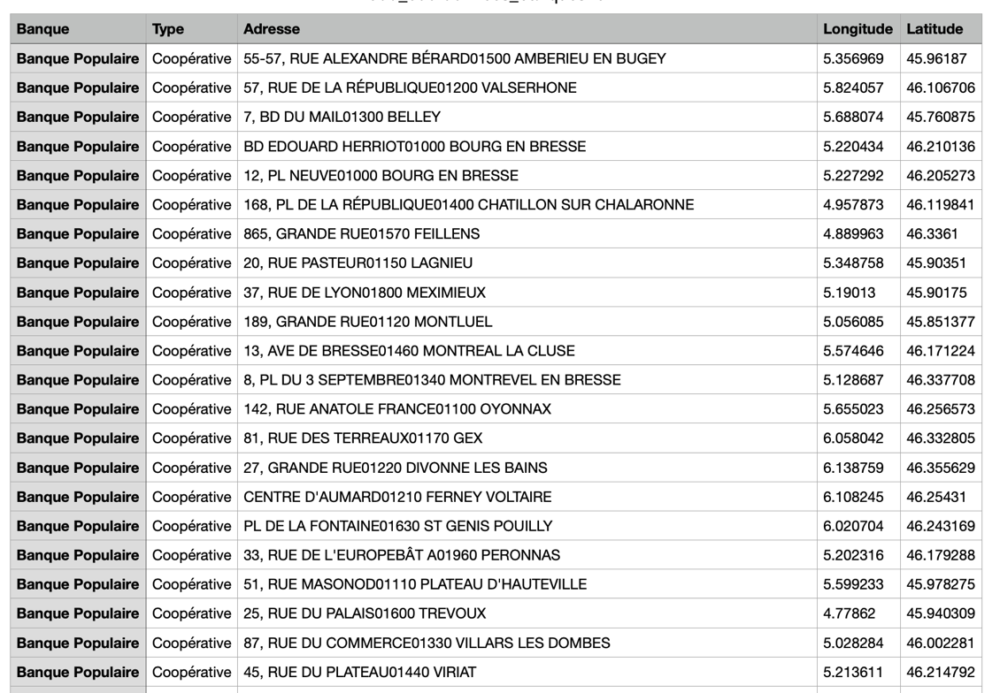 Banque Type Adresse Longitude Latitude
Banque Populaire Coopérative 55-57, RUE ALEXANDRE BÉRARD01500 AMBERIEU EN BUGEY 5.356969 45.96187
Banque Populaire Coopérative 57, RUE DE LA RÉPUBLIQUE01200 VALSERHONE 5.824057 46.106706
Banque Populaire Coopérative 7, BD DU MAIL01300 BELLEY 5.688074 45.760875
Banque Populaire Coopérative BD EDOUARD HERRIOT01000 BOURG EN BRESSE 5.220434 46.210136
Banque Populaire Coopérative 12, PL NEUVE01000 BOURG EN BRESSE 5.227292 46.205273
Banque Populaire Coopérative 168, PL DE LA RÉPUBLIQUE01400 CHATILLON SUR CHALARONNE 4.957873 46.119841
Banque Populaire Coopérative 865, GRANDE RUE01570 FEILLENS 4.889963 46.3361
Banque Populaire Coopérative 20, RUE PASTEUR01150 LAGNIEU 5.348758 45.90351
Banque Populaire Coopérative 37, RUE DE LYON01800 MEXIMIEUX 5.19013 45.90175
Banque Populaire Coopérative 189, GRANDE RUE01120 MONTLUEL 5.056085 45.851377
Banque Populaire Coopérative 13, AVE DE BRESSE01460 MONTREAL LA CLUSE 5.574646 46.171224
Banque Populaire Coopérative 8, PL DU 3 SEPTEMBRE01340 MONTREVEL EN BRESSE 5.128687 46.337708
Banque Populaire Coopérative 142, RUE ANATOLE FRANCE01100 OYONNAX 5.655023 46.256573
Banque Populaire Coopérative 81, RUE DES TERREAUX01170 GEX 6.058042 46.332805
Banque Populaire Coopérative 27, GRANDE RUE01220 DIVONNE LES BAINS 6.138759 46.355629
Banque Populaire Coopérative CENTRE D'AUMARD01210 FERNEY VOLTAIRE 6.108245 46.25431
Banque Populaire Coopérative PL DE LA FONTAINE01630 ST GENIS POUILLY 6.020704 46.243169
Banque Populaire Coopérative 33, RUE DE L'EUROPEBÂT A01960 PERONNAS 5.202316 46.179288
Banque Populaire Coopérative 51, RUE MASONOD01110 PLATEAU D'HAUTEVILLE 5.599233 45.978275
Banque Populaire Coopérative 25, RUE DU PALAIS01600 TREVOUX 4.77862 45.940309
Banque Populaire Coopérative 87, RUE DU COMMERCE01330 VILLARS LES DOMBES 5.028284 46.002281
Banque Populaire Coopérative 45, RUE DU PLATEAU01440 VIRIAT 5.213611 46.214792